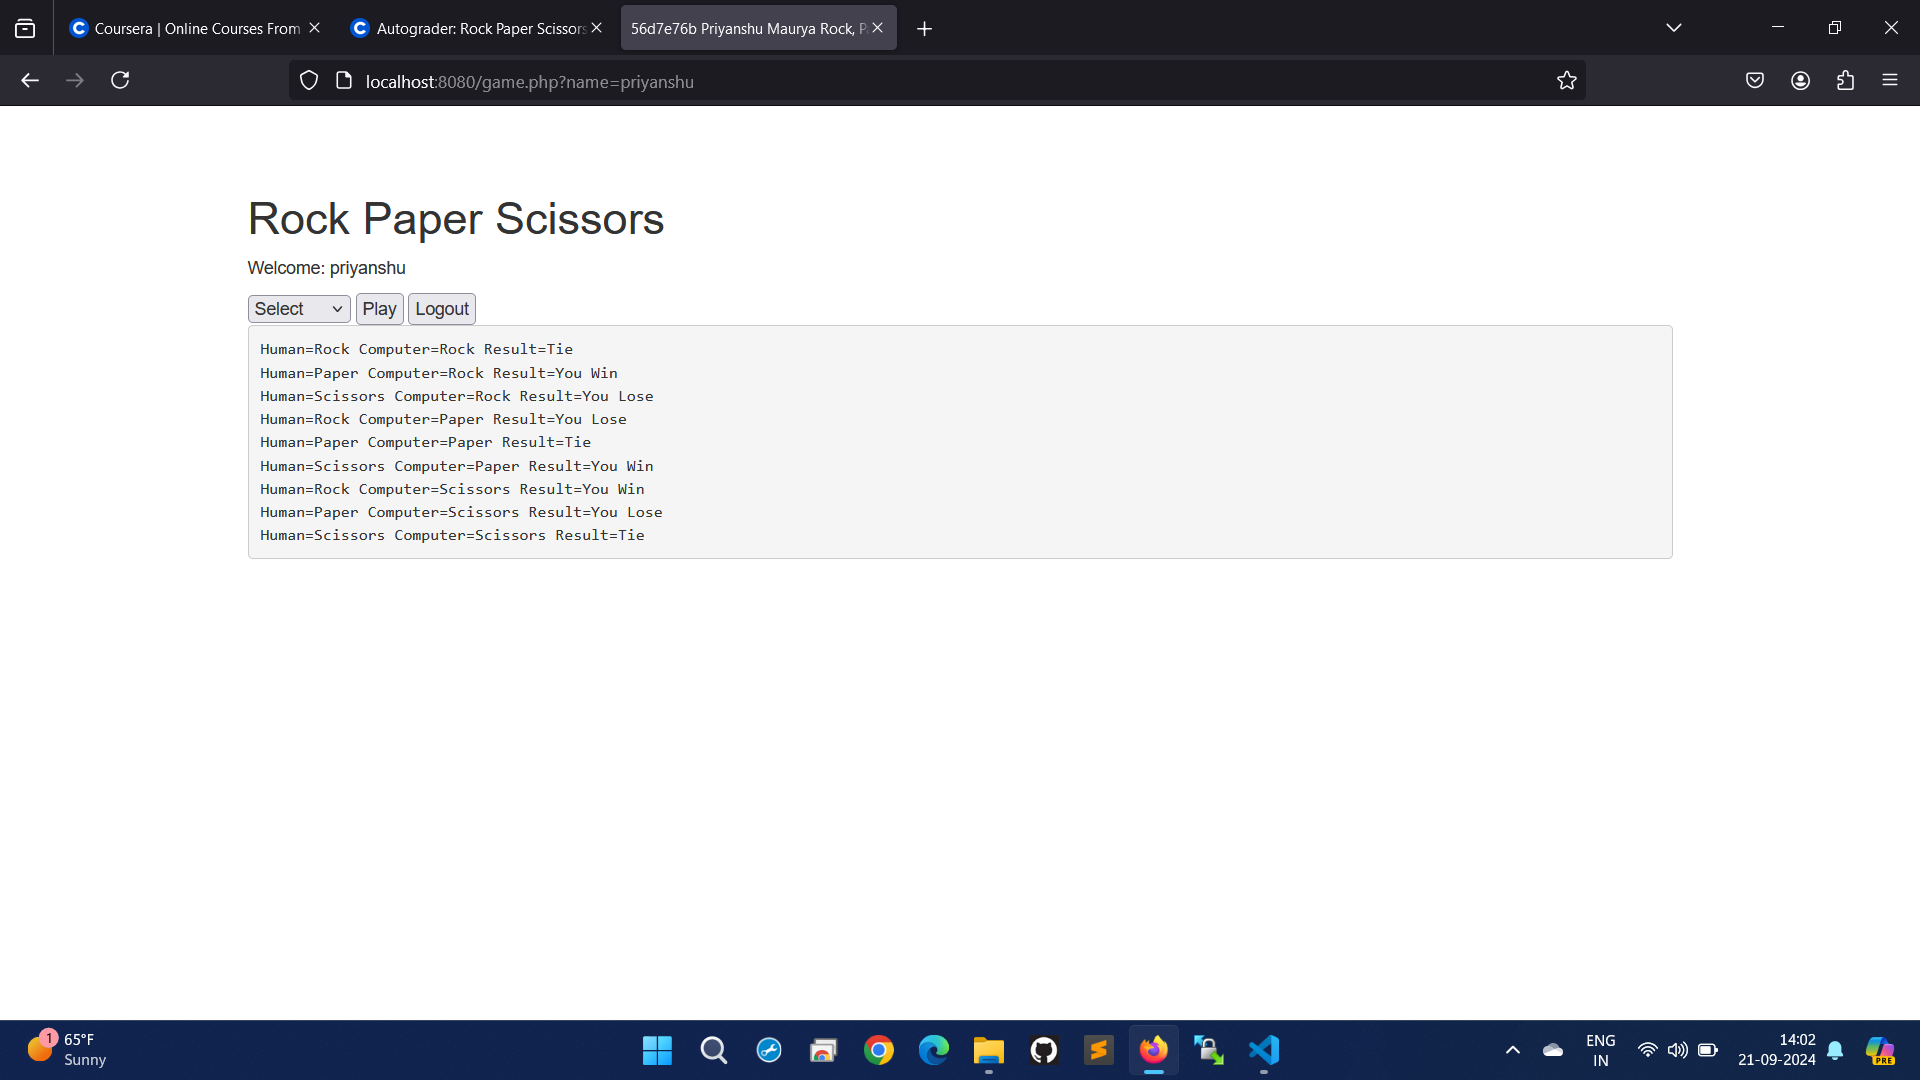 Coursera | Online Courses From
Autograder: Rock Paper Scissors
56d7e76b Priyanshu Maurya Rock, P
localhost:8080/game.php?name=priyanshu
Rock Paper Scissors
Welcome: priyanshu
Select Play Logout
Human=Rock Computer=Rock Result=Tie
Human=Paper Computer=Rock Result=You Win
Human=Scissors Computer=Rock Result=You Lose
Human=Rock Computer=Paper Result=You Lose
Human=Paper Computer=Paper Result=Tie
Human=Scissors Computer=Paper Result=You Win
Human=Rock Computer=Scissors Result=You Win
Human=Paper Computer=Scissors Result=You Lose
Human=Scissors Computer=Scissors Result=Tie
1
65°F
Sunny
ENG
IN
14:02
21-09-2024
PRE